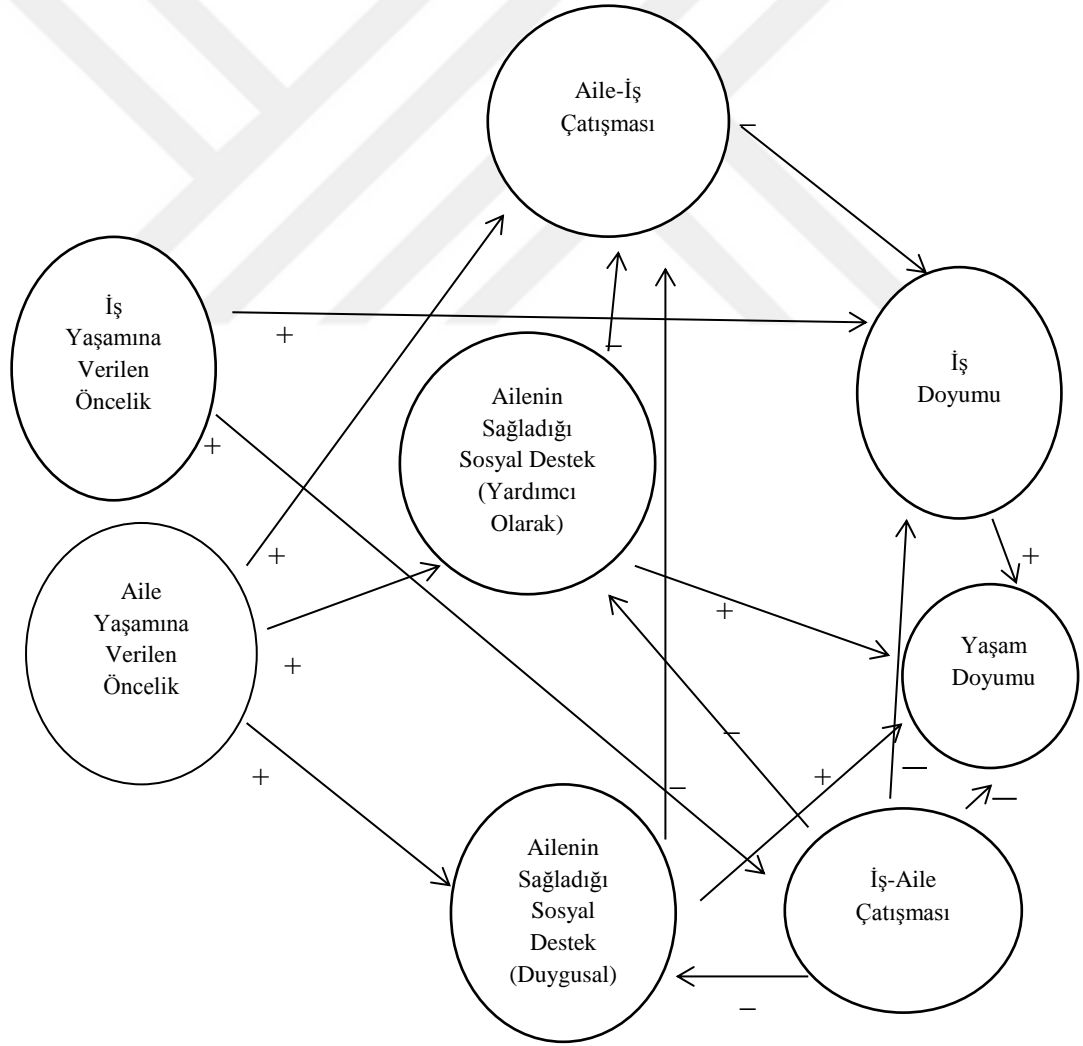 Aile-İş
Çatışması
–
İş
Yaşamına
Verilen
Öncelik
+
+
Ailenin
Sağladığı
Sosyal Destek
(Yardımcı
Olarak)
–
İş
Doyumu
+
Aile
Yaşamına
Verilen
Öncelik
+
+
+
+
Yaşam
Doyumu
–
–
+
—
—
Ailenin
Sağladığı
Sosyal
Destek
(Duygusal)
İş-Aile
Çatışması
–